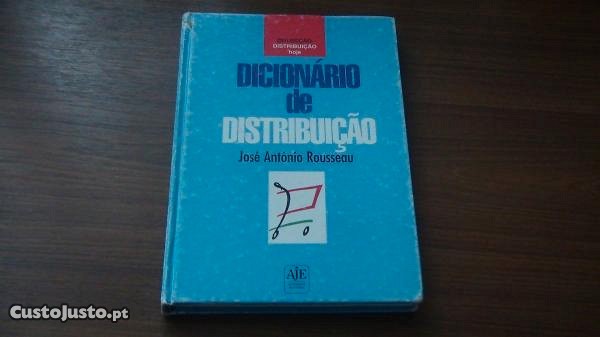 COLECÇÃO
DISTRIBUIÇÃO
hoje
DICIONÁRIO
de
DISTRIBUIÇÃO
José António Rousseau
AJE
CustoJusto.pt